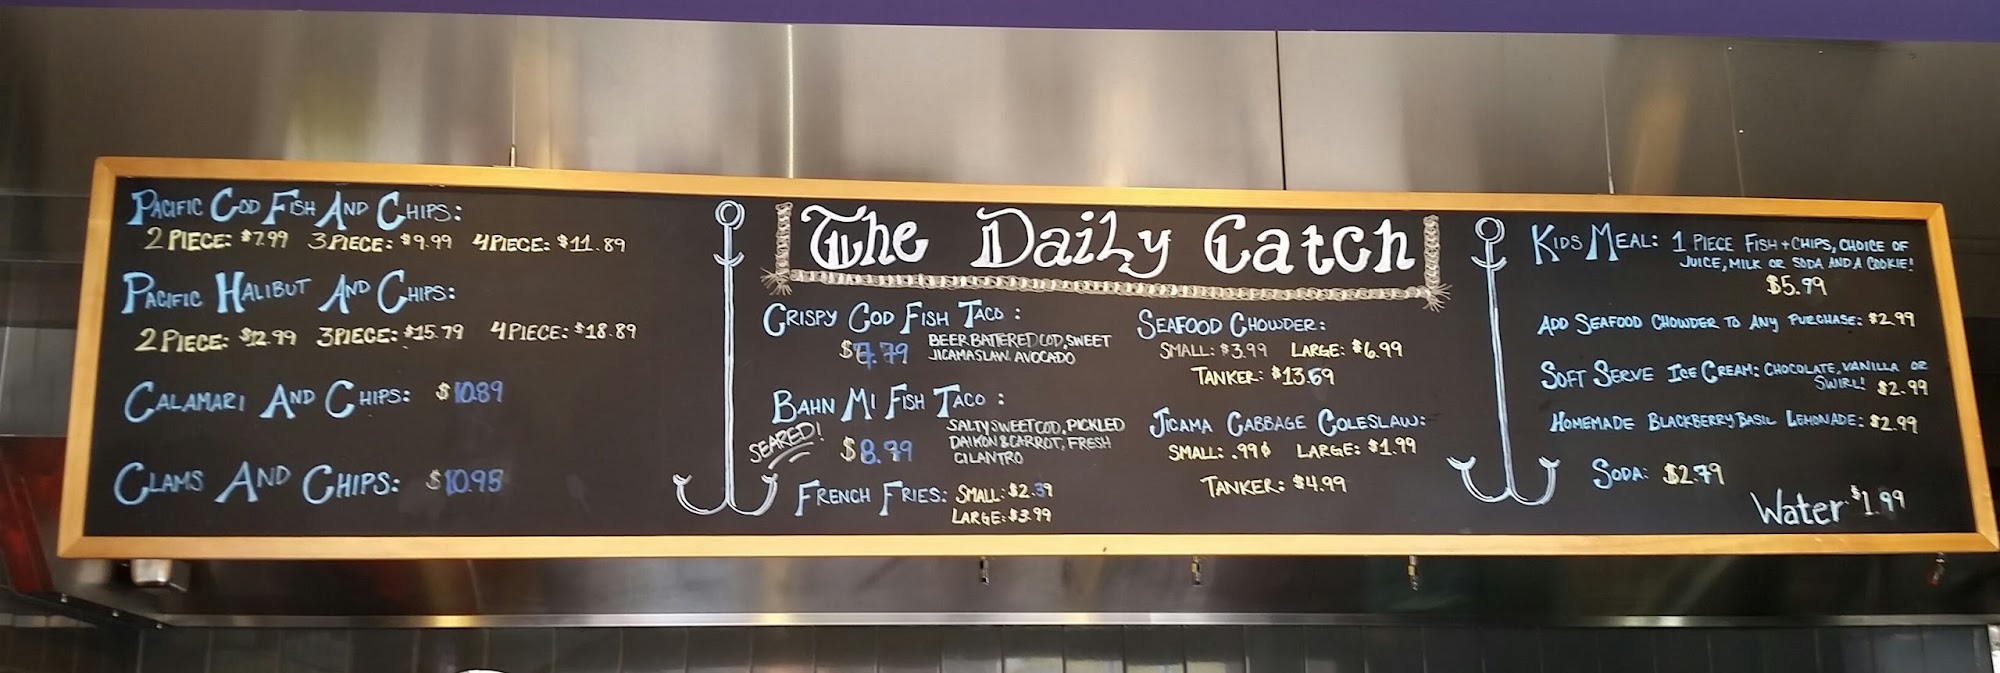 PACIFIC COD FISH AND CHIPS:
2 PIECE: $7.99 3 PIECE: $9.99 4 PIECE: $11.89
PACIFIC HALIBUT AND CHIPS:
2 PIECE: $12.99 3 PIECE: $15.79 4 PIECE: $18.89
CALAMARI AND CHIPS: $10.89
CLAMS AND CHIPS: $10.95
The Daily Catch
CRISPY COD FISH TACO:
$7.79
BEER BATTERED COD, SWEET
JICAMA SLAW, AVOCADO
BAHN MI FISH TACO:
SEARED!
$8.79
SALTY SWEET COD, PICKLED
DAIKON & CARROT, FRESH
CILANTRO
FRENCH FRIES: SMALL: $2.39
LARGE: $3.99
SEAFOOD CHOWDER:
SMALL: $3.99 LARGE: $6.99
TANKER: $13.59
JICAMA CABBAGE COLESLAW:
SMALL: .99¢ LARGE: $1.99
TANKER: $4.99
KIDS MEAL: 1 PIECE FISH + CHIPS, CHOICE OF
JUICE, MILK OR SODA AND A COOKIE!
$5.99
ADD SEAFOOD CHOWDER TO ANY PURCHASE: $2.99
SOFT SERVE ICE CREAM: CHOCOLATE, VANILLA OR
SWIRL! $2.99
HOMEMADE BLACKBERRY BASIL LEMONADE: $2.99
SODA: $2.79
Water $1.99